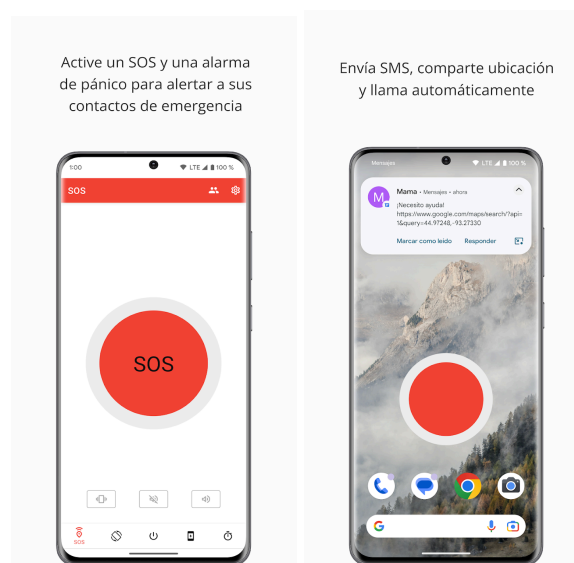 Active un SOS y una alarma
de pánico para alertar a sus
contactos de emergencia
1:00
LTE 100 %
SOS
SOS
SOS
Envía SMS, comparte ubicación
y llama automáticamente
Mensajes
LTE 100 %
M
Mama • Mensajes • ahora
¡Necesito ayuda!
https://www.google.com/maps/search/?api=
1&query=44.97248,-93.27330
Marcar como leído Responder
G